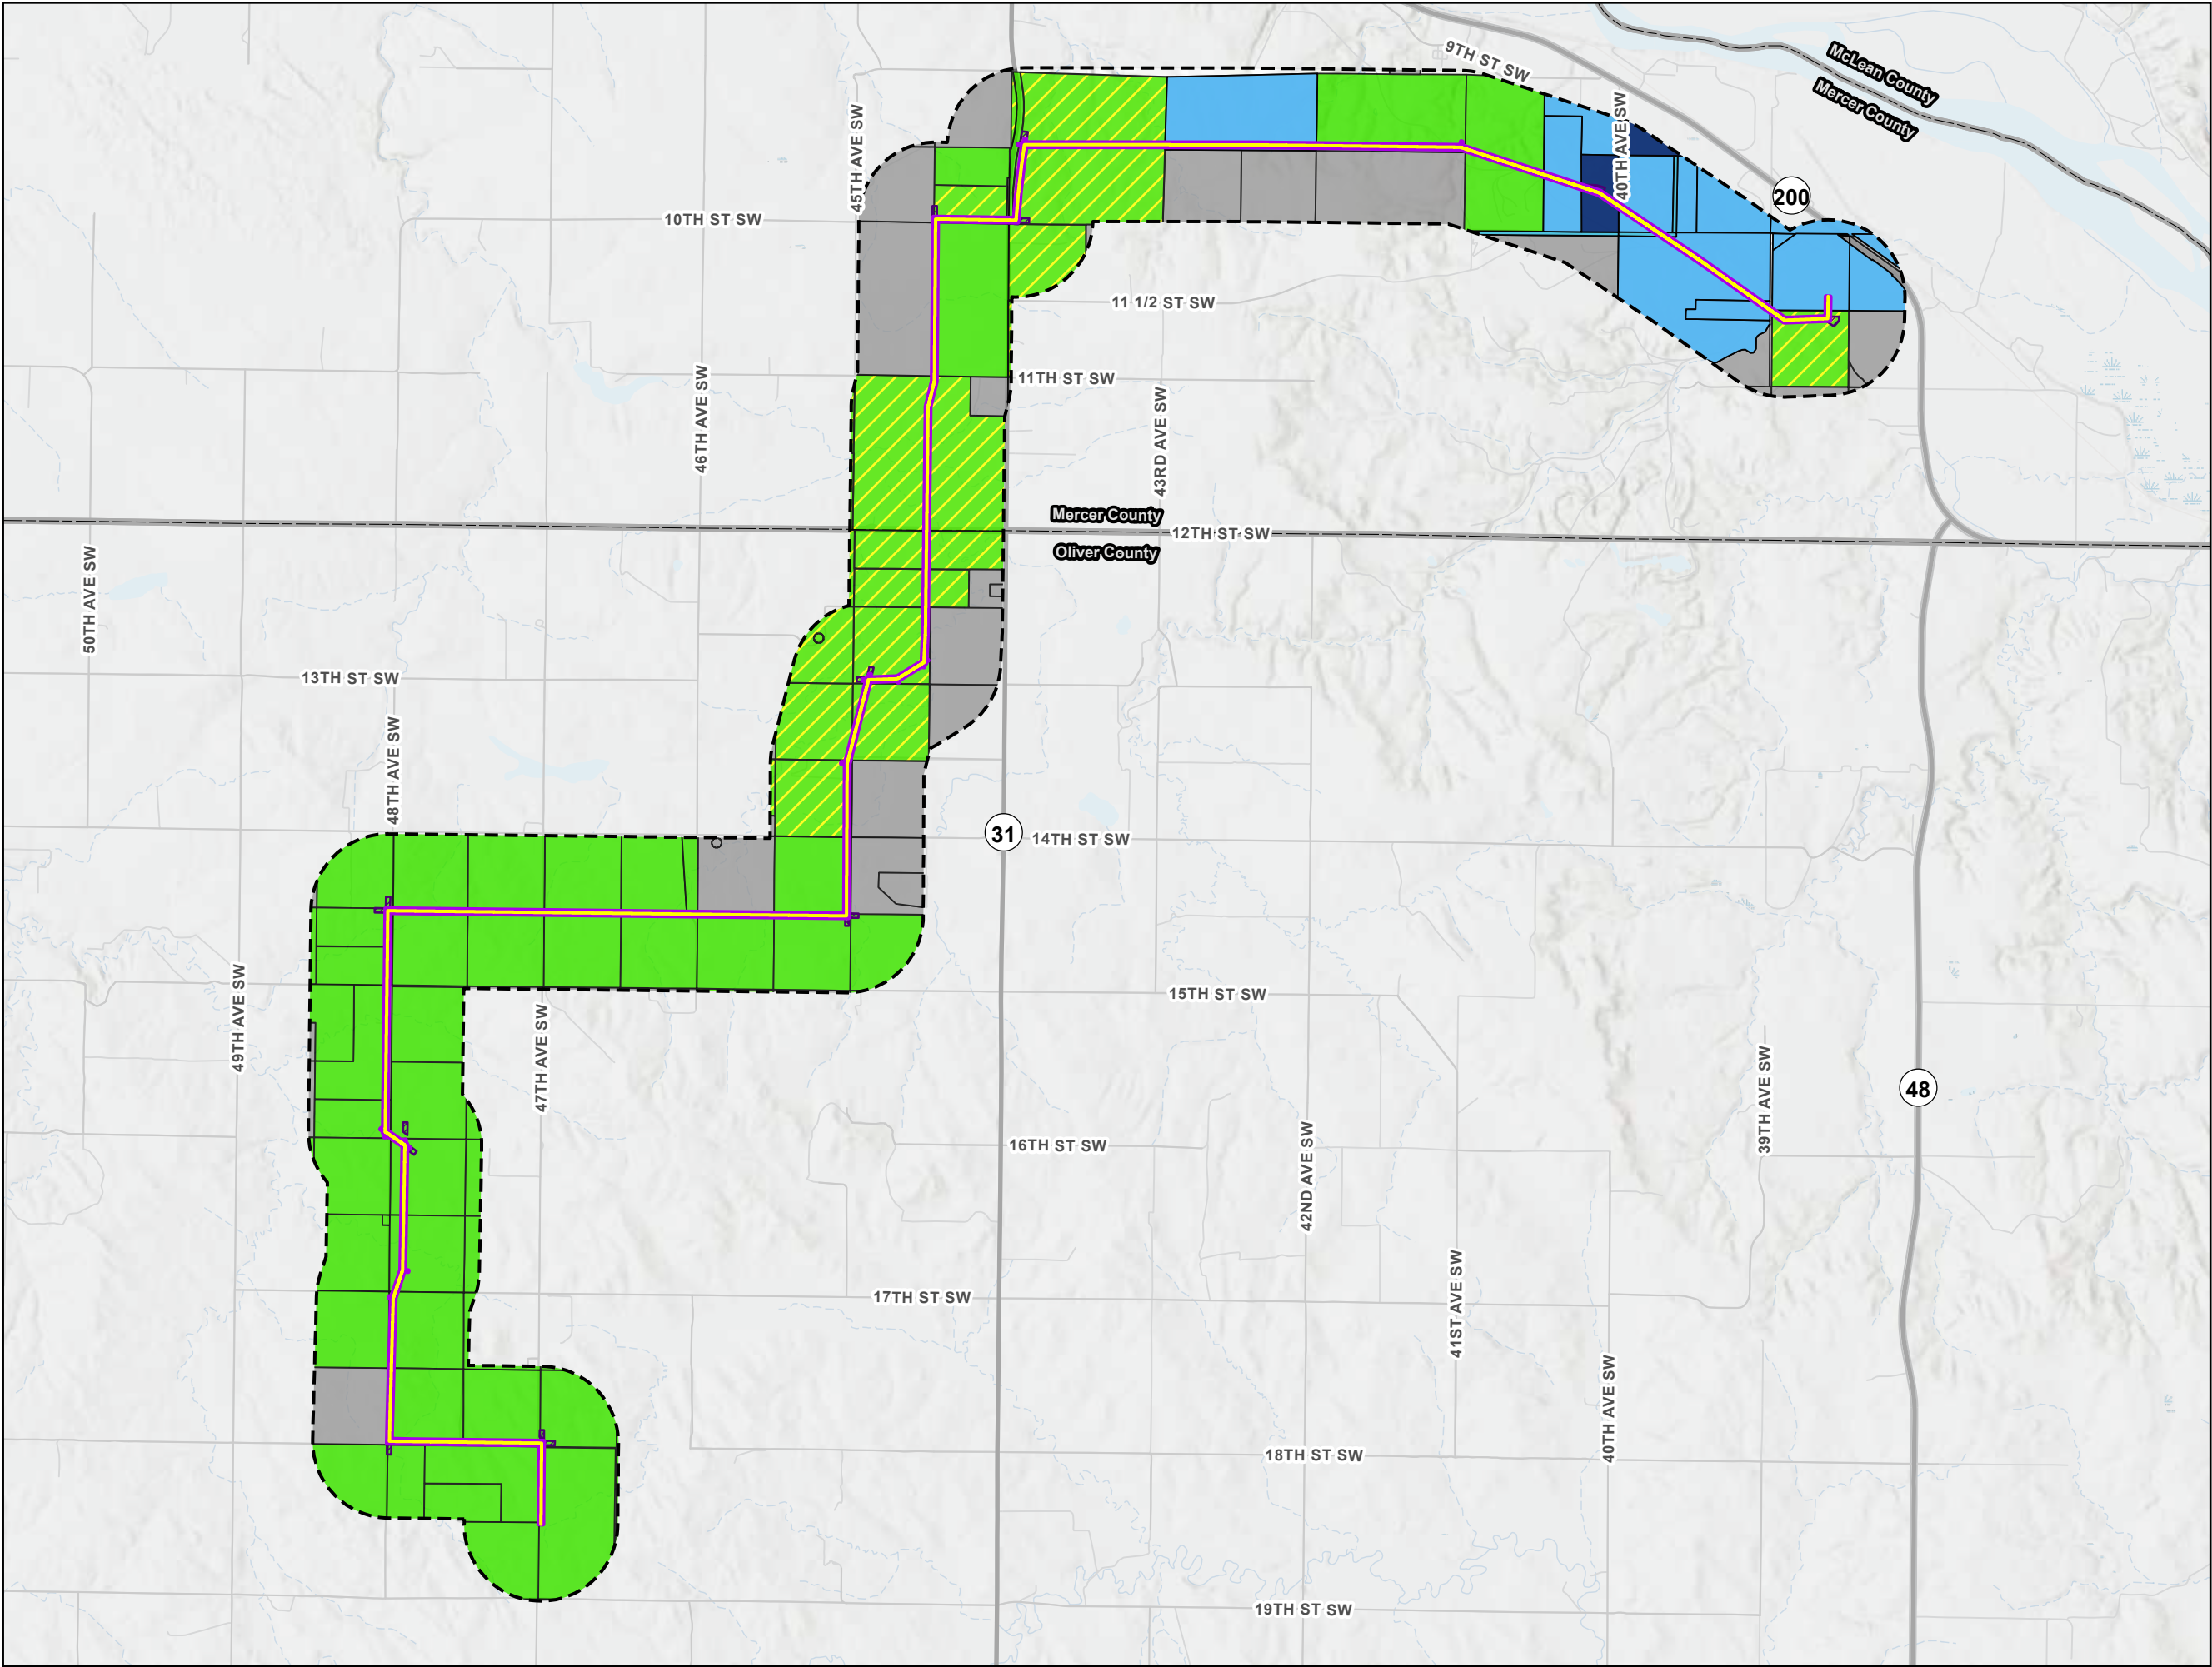 9TH ST SW
McLean County
Mercer County
45TH AVE SW
40TH AVE SW
200
10TH ST SW
11 1/2 ST SW
11TH ST SW
46TH AVE SW
43RD AVE SW
Mercer County
12TH ST SW
Oliver County
50TH AVE SW
13TH ST SW
48TH AVE SW
31
14TH ST SW
15TH ST SW
49TH AVE SW
47TH AVE SW
39TH AVE SW
48
16TH ST SW
42ND AVE SW
17TH ST SW
41ST AVE SW
40TH AVE SW
18TH ST SW
19TH ST SW